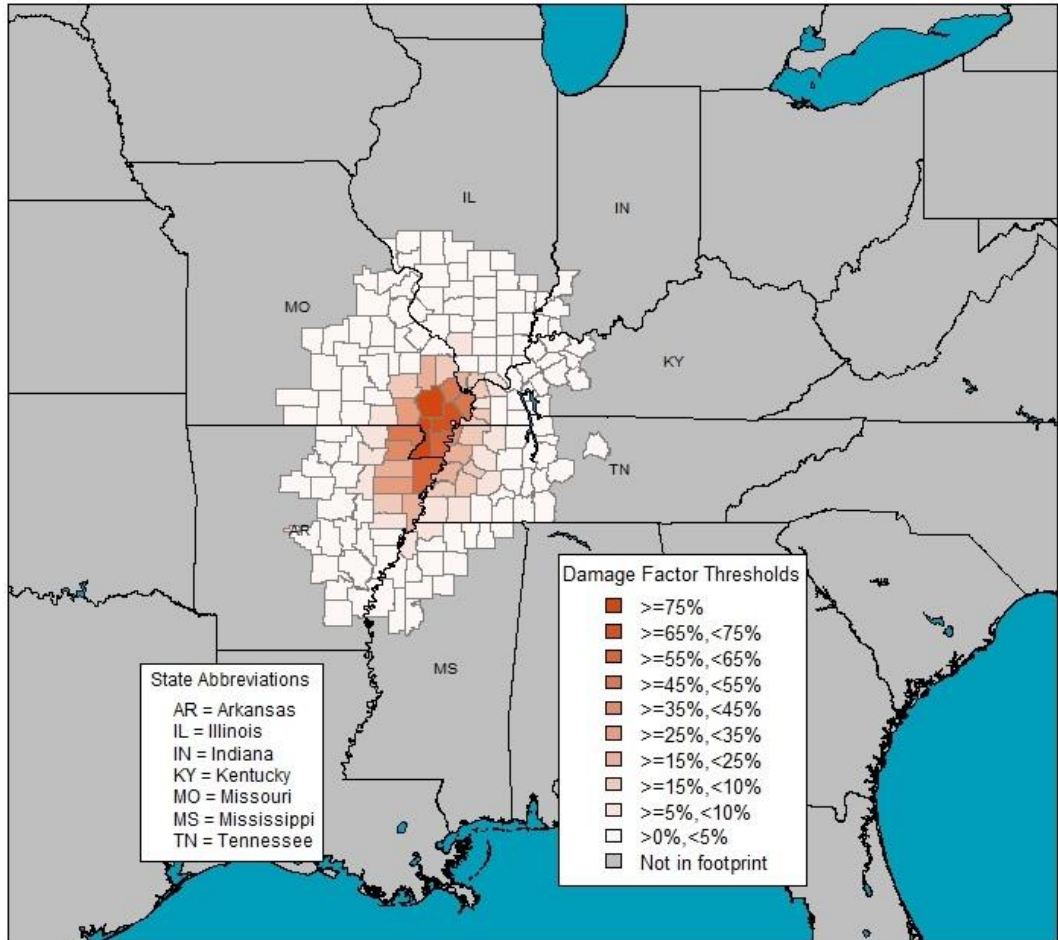 IL
IN
MO
KY
TN
AR
MS
Damage Factor Thresholds
>=75%
>=65%,<75%
>=55%,<65%
>=45%,<55%
>=35%,<45%
>=25%,<35%
>=15%,<25%
>=15%,<10%
>=5%,<10%
>0%,<5%
Not in footprint
State Abbreviations
AR = Arkansas
IL = Illinois
IN = Indiana
KY = Kentucky
MO = Missouri
MS = Mississippi
TN = Tennessee